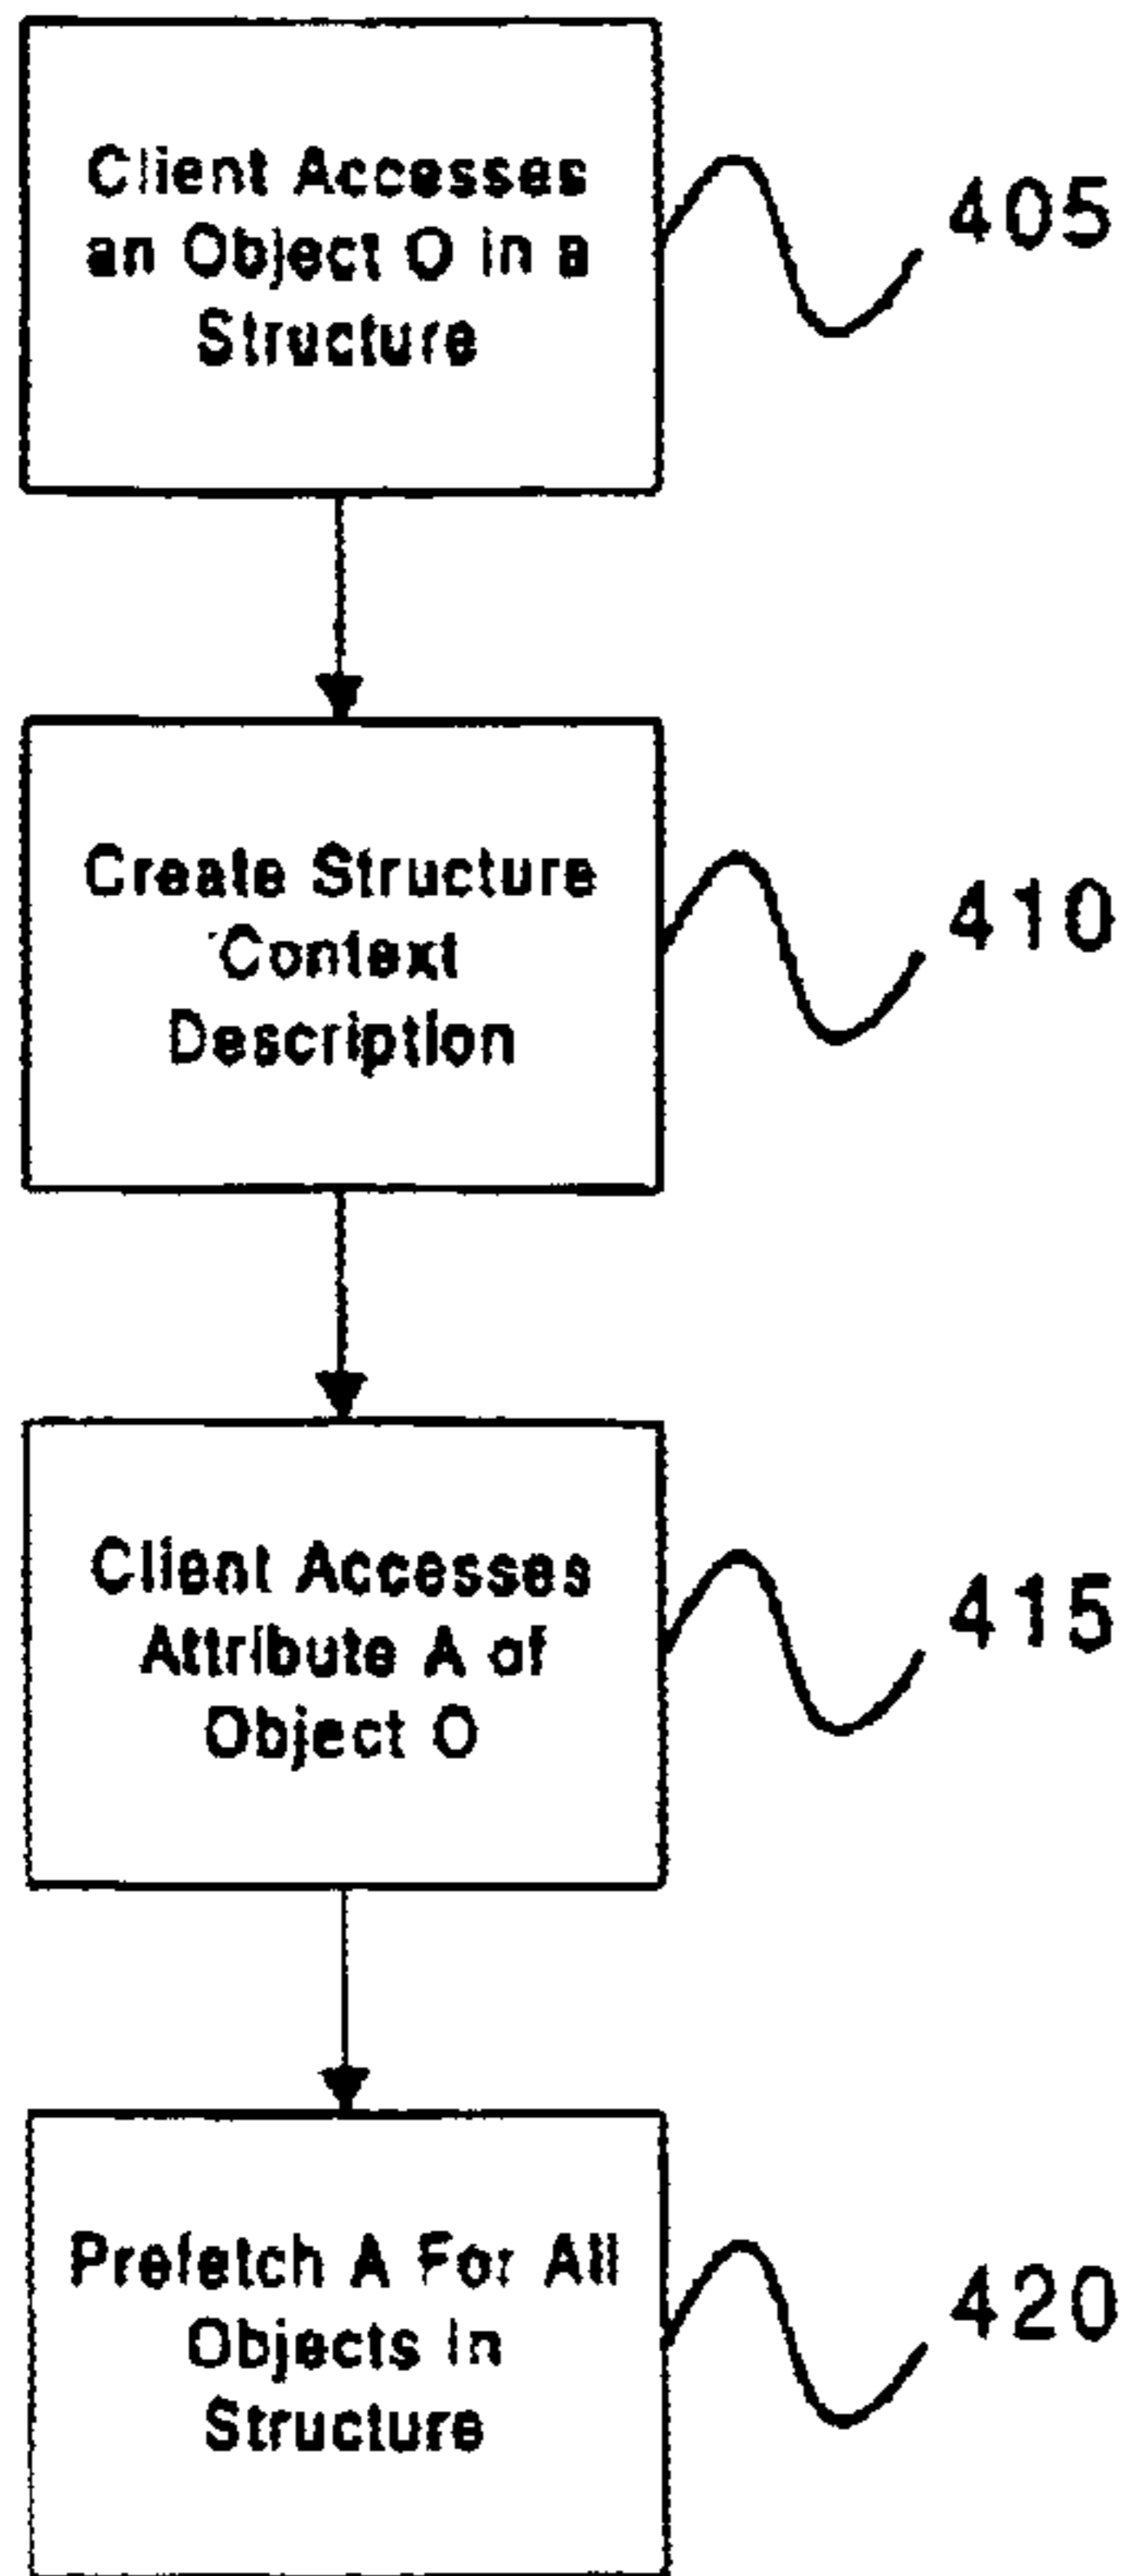 Client Accesses
an Object O in a
Structure
405
Create Structure
Context
Description
410
Client Accesses
Attribute A of
Object O
415
Prefetch A For All
Objects In
Structure
420